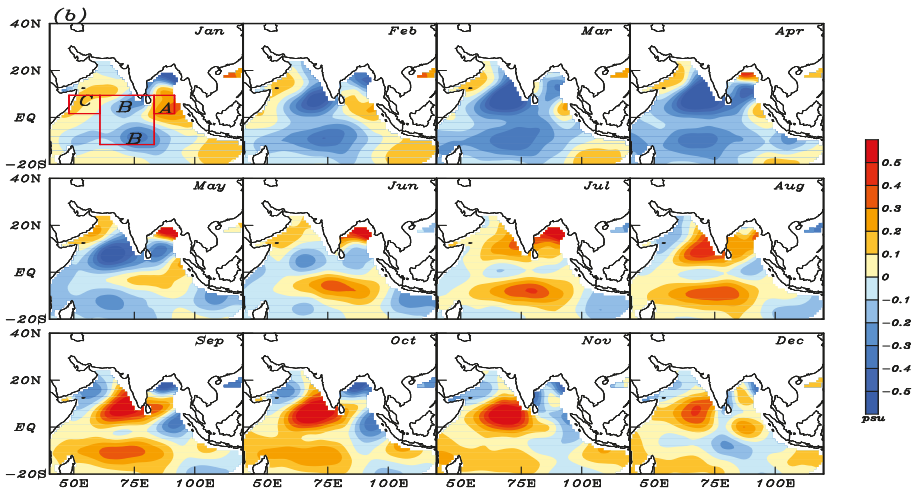 (b)
40N Jan Feb Mar Apr
20N
C B A
EQ
B
20S
May Jun Jul Aug
20N
EQ
20S
Sep Oct Nov Dec
20N
EQ
20S
50E 75E 100E 50E 75E 100E 50E 75E 100E 50E 75E 100E
0.5
0.4
0.3
0.2
0.1
0
-0.1
-0.2
-0.3
-0.4
-0.5
psu